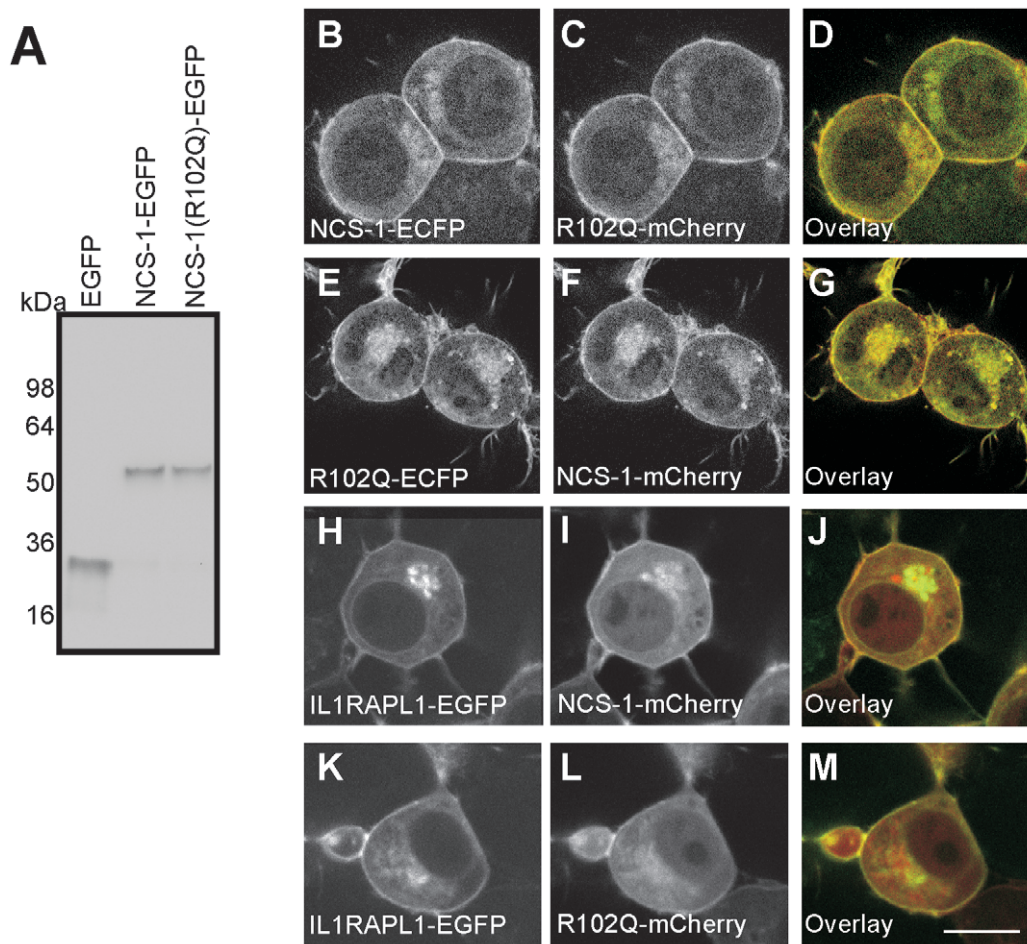 A
kDa
EGFP
NCS-1-EGFP
NCS-1(R102Q)-EGFP
98
64
50
36
16
B
NCS-1-ECFP
C
R102Q-mCherry
D
Overlay
E
R102Q-ECFP
F
NCS-1-mCherry
G
Overlay
H
IL1RAPL1-EGFP
I
NCS-1-mCherry
J
Overlay
K
IL1RAPL1-EGFP
L
R102Q-mCherry
M
Overlay